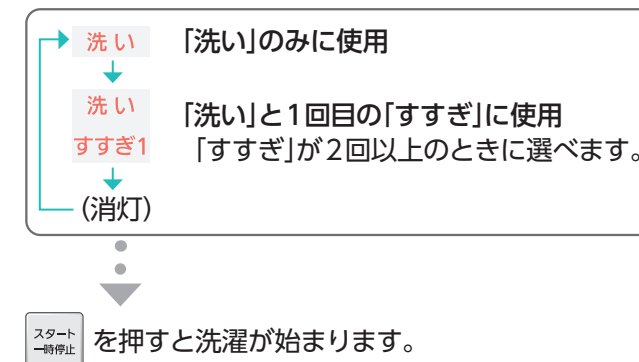 洗い 「洗い」のみに使用
洗い
すすぎ1
「洗い」と1回目の「すすぎ」に使用
「すすぎ」が2回以上のときに選べます。
(消灯)
スタート
一時停止
を押すと洗濯が始まります。